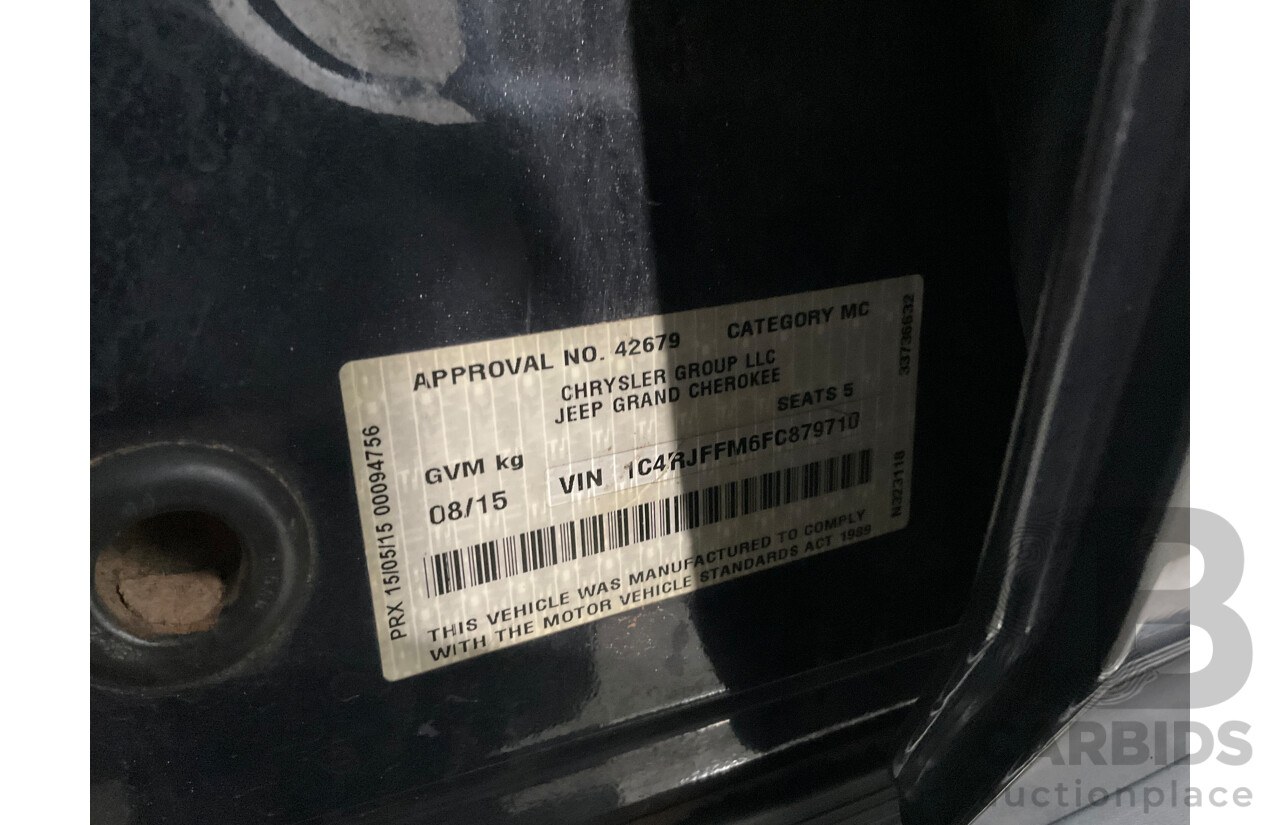 APPROVAL NO. 42679 CATEGORY MC
CHRYSLER GROUP LLC
JEEP GRAND CHEROKEE
SEATS 5
GVM kg
08/15
VIN 1C4RJFFM6FC879710
THIS VEHICLE WAS MANUFACTURED TO COMPLY
WITH THE MOTOR VEHICLE STANDARDS ACT 1989
PRX 15/05/15 00094756
33736632
CARBIDS
auctionplace